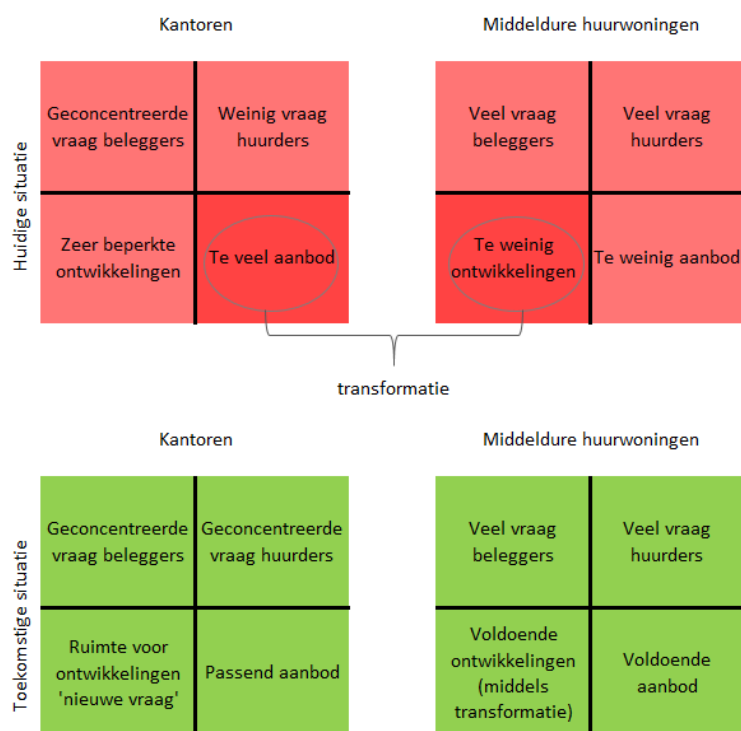 Kantoren
Middeldure huurwoningen
Huidige situatie
Geconcentreerde
vraag beleggers
Weinig vraag
huurders
Veel vraag
beleggers
Veel vraag
huurders
Zeer beperkte
ontwikkelingen
Te veel aanbod
Te weinig
ontwikkelingen
Te weinig aanbod
transformatie
Kantoren
Middeldure huurwoningen
Toekomstige situatie
Geconcentreerde
vraag beleggers
Geconcentreerde
vraag huurders
Veel vraag
beleggers
Veel vraag
huurders
Ruimte voor
ontwikkelingen
'nieuwe vraag'
Passend aanbod
Voldoende
ontwikkelingen
(middels
transformatie)
Voldoende
aanbod